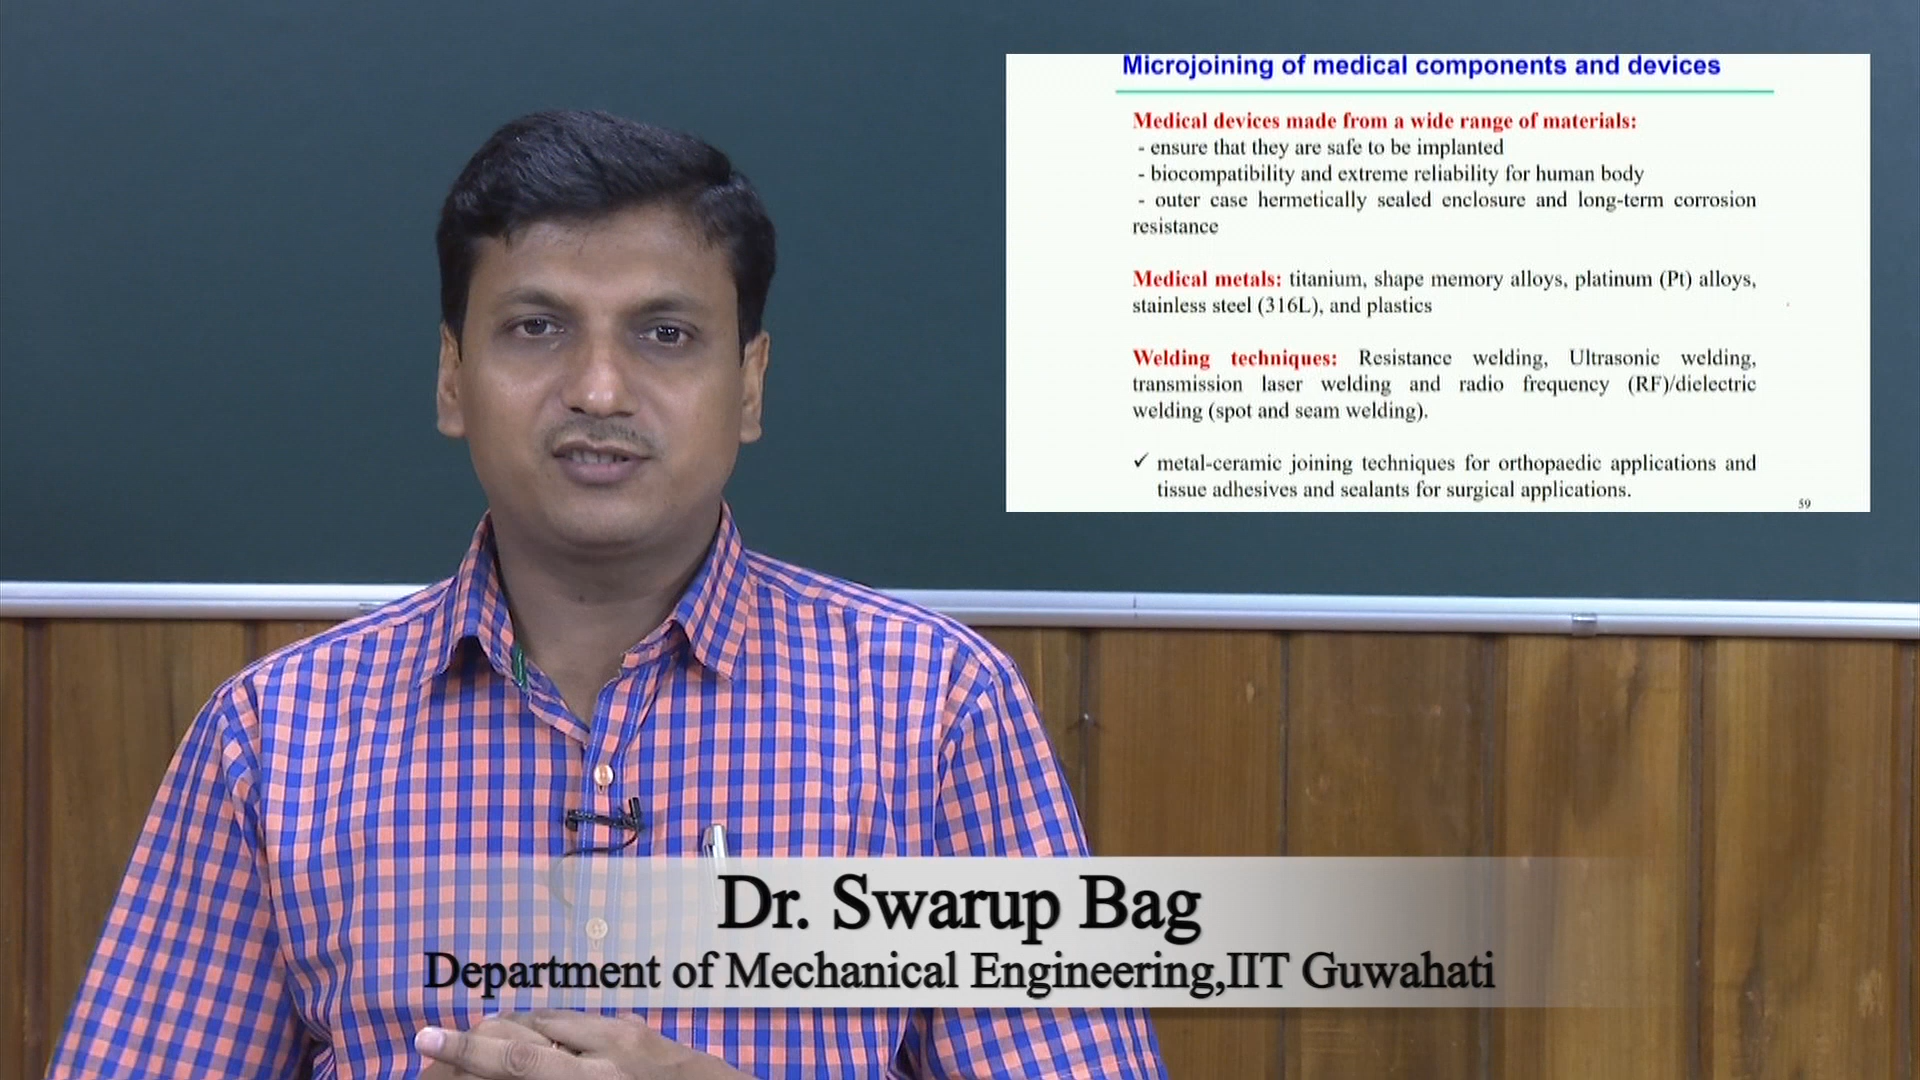 Microjoining of medical components and devices
Medical devices made from a wide range of materials:
- ensure that they are safe to be implanted
- biocompatibility and extreme reliability for human body
- outer case hermetically sealed enclosure and long-term corrosion
resistance
Medical metals: titanium, shape memory alloys, platinum (Pt) alloys,
stainless steel (316L), and plastics
Welding techniques: Resistance welding, Ultrasonic welding,
transmission laser welding and radio frequency (RF)/dielectric
welding (spot and seam welding).
✓ metal-ceramic joining techniques for orthopaedic applications and
tissue adhesives and sealants for surgical applications.
59
Dr. Swarup Bag
Department of Mechanical Engineering,IIT Guwahati